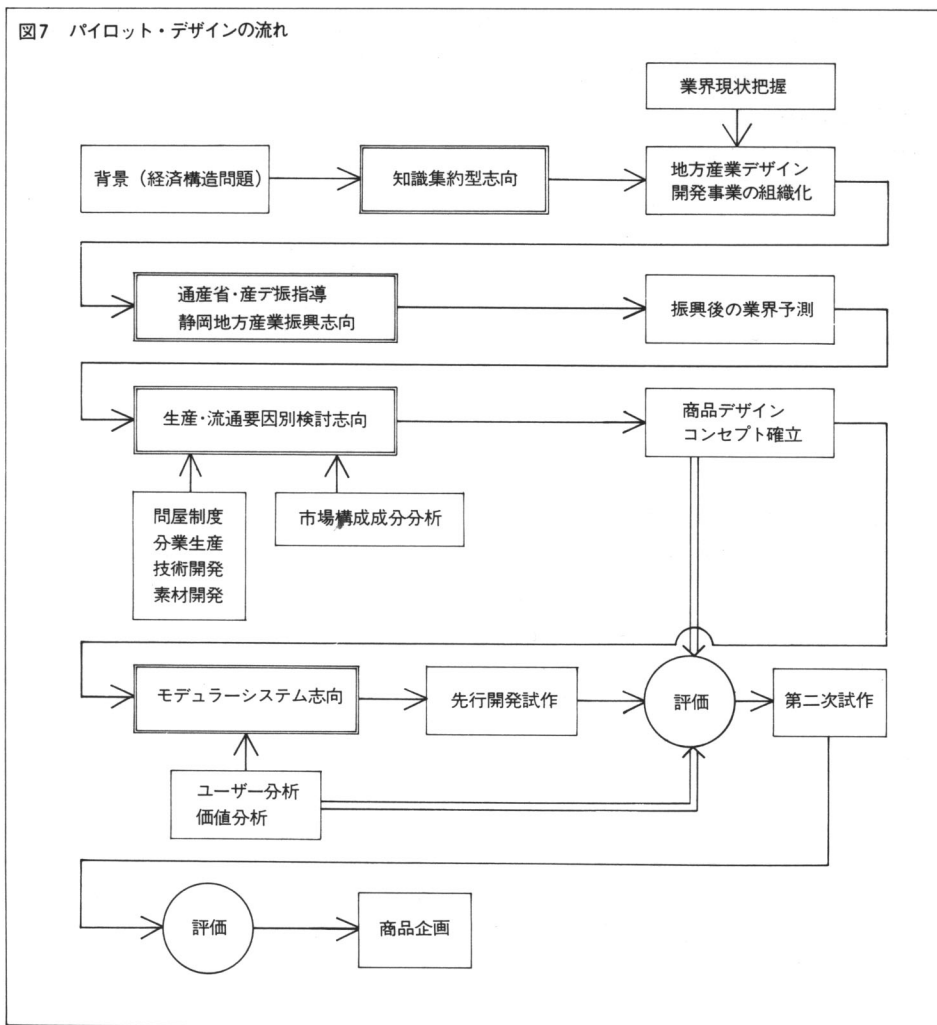 図7 パイロット・デザインの流れ
業界現状把握
背景（経済構造問題）
知識集約型志向
地方産業デザイン
開発事業の組織化
通産省・産デ振指導
静岡地方産業振興志向
振興後の業界予測
生産・流通要因別検討志向
商品デザイン
コンセプト確立
問屋制度
分業生産
技術開発
素材開発
市場構成成分分析
モデュラーシステム志向
先行開発試作
評価
第二次試作
ユーザー分析
価値分析
評価
商品企画